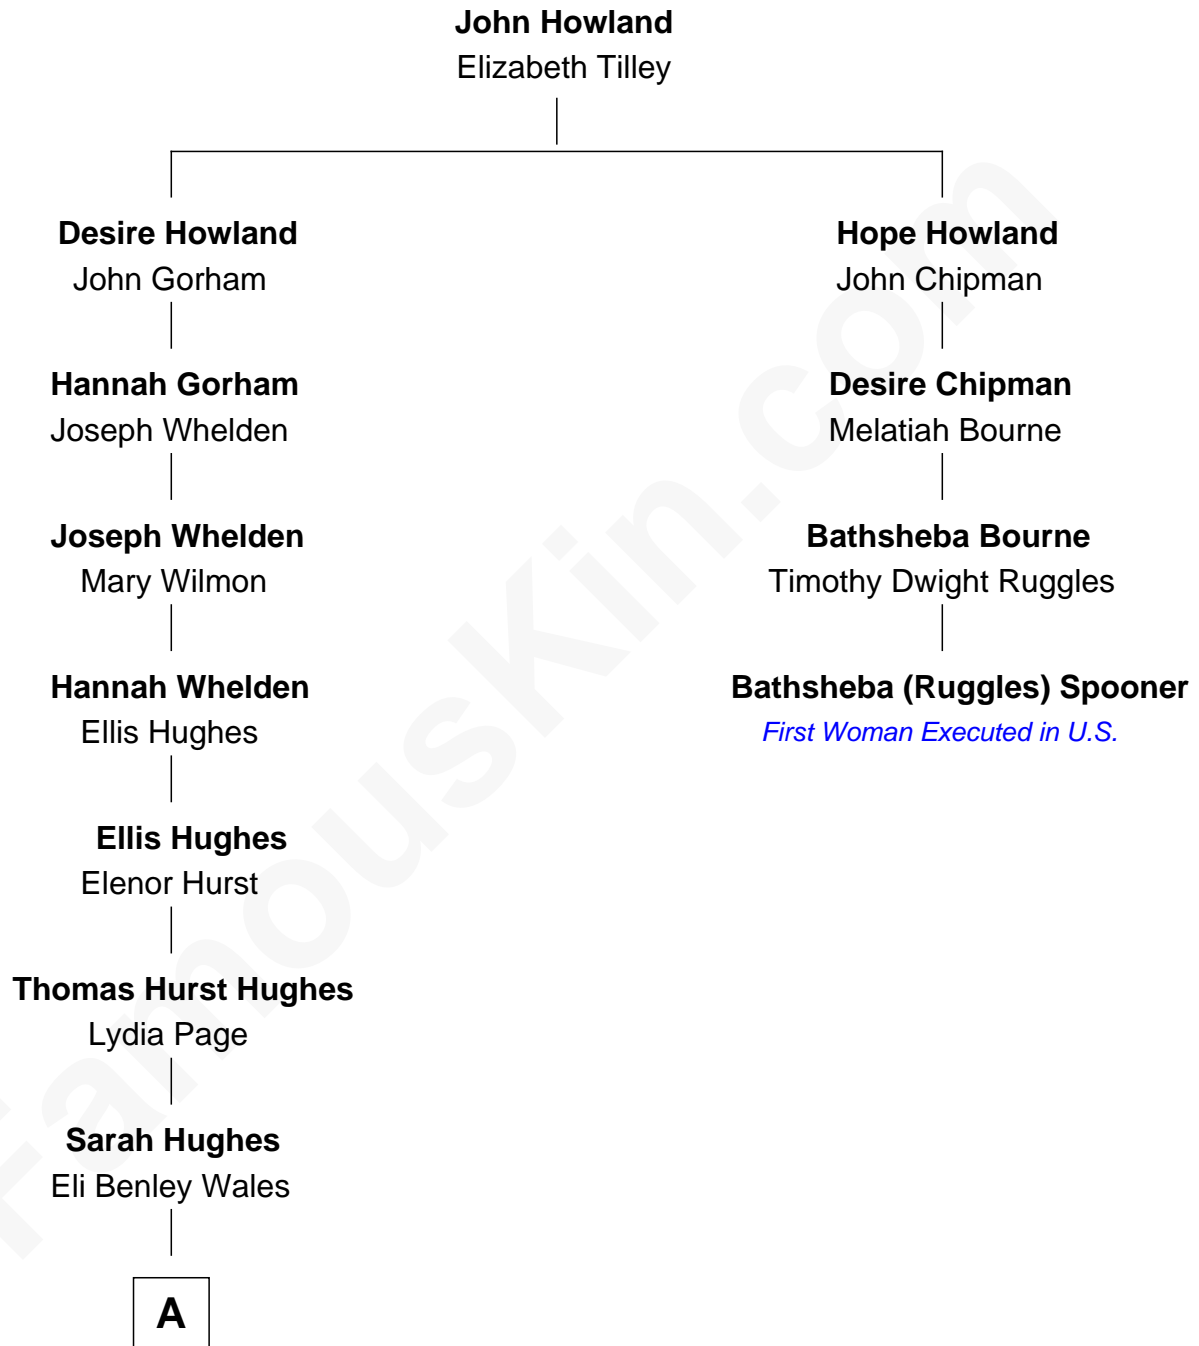 John Howland
Elizabeth Tilley
Desire Howland
John Gorham
Hannah Gorham
Joseph Whelden
Joseph Whelden
Mary Wilmon
Hannah Whelden
Ellis Hughes
Ellis Hughes
Elenor Hurst
Thomas Hurst Hughes
Lydia Page
Sarah Hughes
Eli Benley Wales
A
Hope Howland
John Chipman
Desire Chipman
Melatiah Bourne
Bathsheba Bourne
Timothy Dwight Ruggles
Bathsheba (Ruggles) Spooner
First Woman Executed in U.S.
FamousKin.com